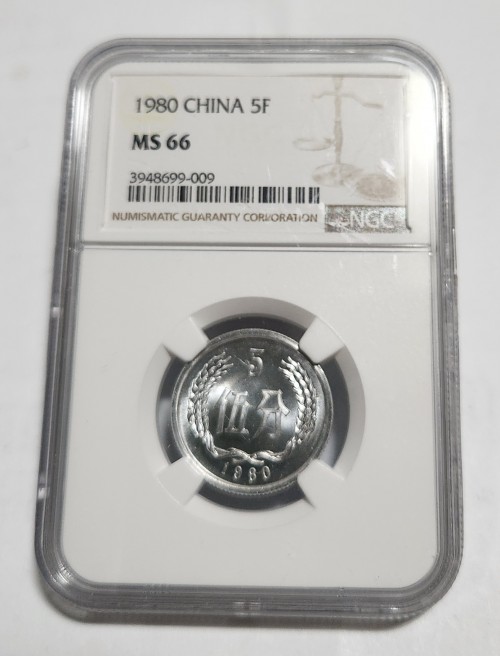 1980 CHINA 5F
MS 66
3948699-009
NUMISMATIC GUARANTY CORPORATION
NGC
5
伍分
1980